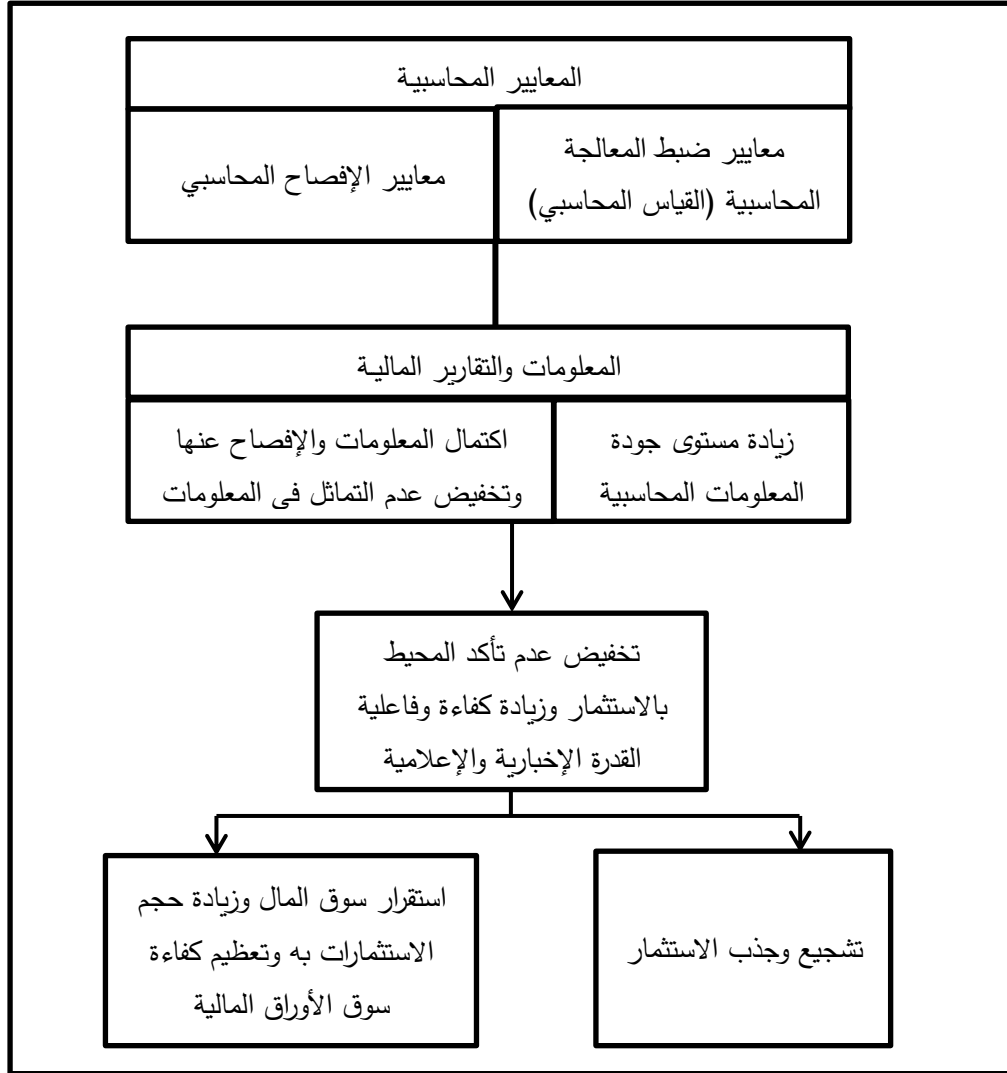 المعايير المحاسبية
معايير ضبط المعالجة
المحاسبية (القياس المحاسبي)
معايير الإفصاح المحاسبي
المعلومات والتقارير المالية
زيادة مستوى جودة
المعلومات المحاسبية
اكتمال المعلومات والإفصاح عنها
وتخفيض عدم التماثل فى المعلومات
تخفيض عدم تأكد المحيط
بالاستثمار وزيادة كفاءة وفاعلية
القدرة الإخبارية والإعلامية
تشجيع وجذب الاستثمار
استقرار سوق المال وزيادة حجم
الاستثمارات به وتعظيم كفاءة
سوق الأوراق المالية